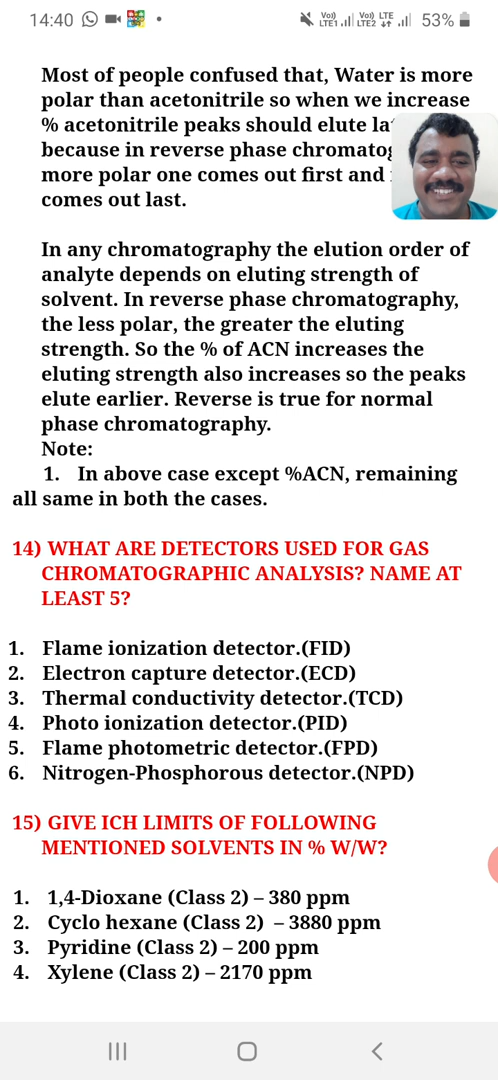 14:40
Vo)) LTE1 Vo)) LTE2 LTE 53%
Most of people confused that, Water is more
polar than acetonitrile so when we increase
% acetonitrile peaks should elute
because in reverse phase
more polar one comes out first and
comes out last.
In any chromatography the elution order of
analyte depends on eluting strength of
solvent. In reverse phase chromatography,
the less polar, the greater the eluting
strength. So the % of ACN increases the
eluting strength also increases so the peaks
elute earlier. Reverse is true for normal
phase chromatography.
Note:
1. In above case except %ACN, remaining
all same in both the cases.
14) WHAT ARE DETECTORS USED FOR GAS
CHROMATOGRAPHIC ANALYSIS? NAME AT
LEAST 5?
1. Flame ionization detector.(FID)
2. Electron capture detector.(ECD)
3. Thermal conductivity detector.(TCD)
4. Photo ionization detector.(PID)
5. Flame photometric detector.(FPD)
6. Nitrogen-Phosphorous detector.(NPD)
15) GIVE ICH LIMITS OF FOLLOWING
MENTIONED SOLVENTS IN % W/W?
1. 1,4-Dioxane (Class 2) – 380 ppm
2. Cyclo hexane (Class 2) – 3880 ppm
3. Pyridine (Class 2) – 200 ppm
4. Xylene (Class 2) – 2170 ppm